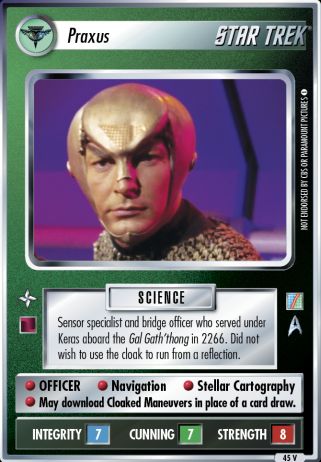 Praxus
STAR TREK
NOT ENDORSED BY CBS OR PARAMOUNT PICTURES
SCIENCE
Sensor specialist and bridge officer who served under
Keras aboard the Gal Gath'thong in 2266. Did not
wish to use the cloak to run from a reflection.
OFFICER • Navigation • Stellar Cartography
May download Cloaked Maneuvers in place of a card draw.
INTEGRITY 7 CUNNING 7 STRENGTH 8
45 V